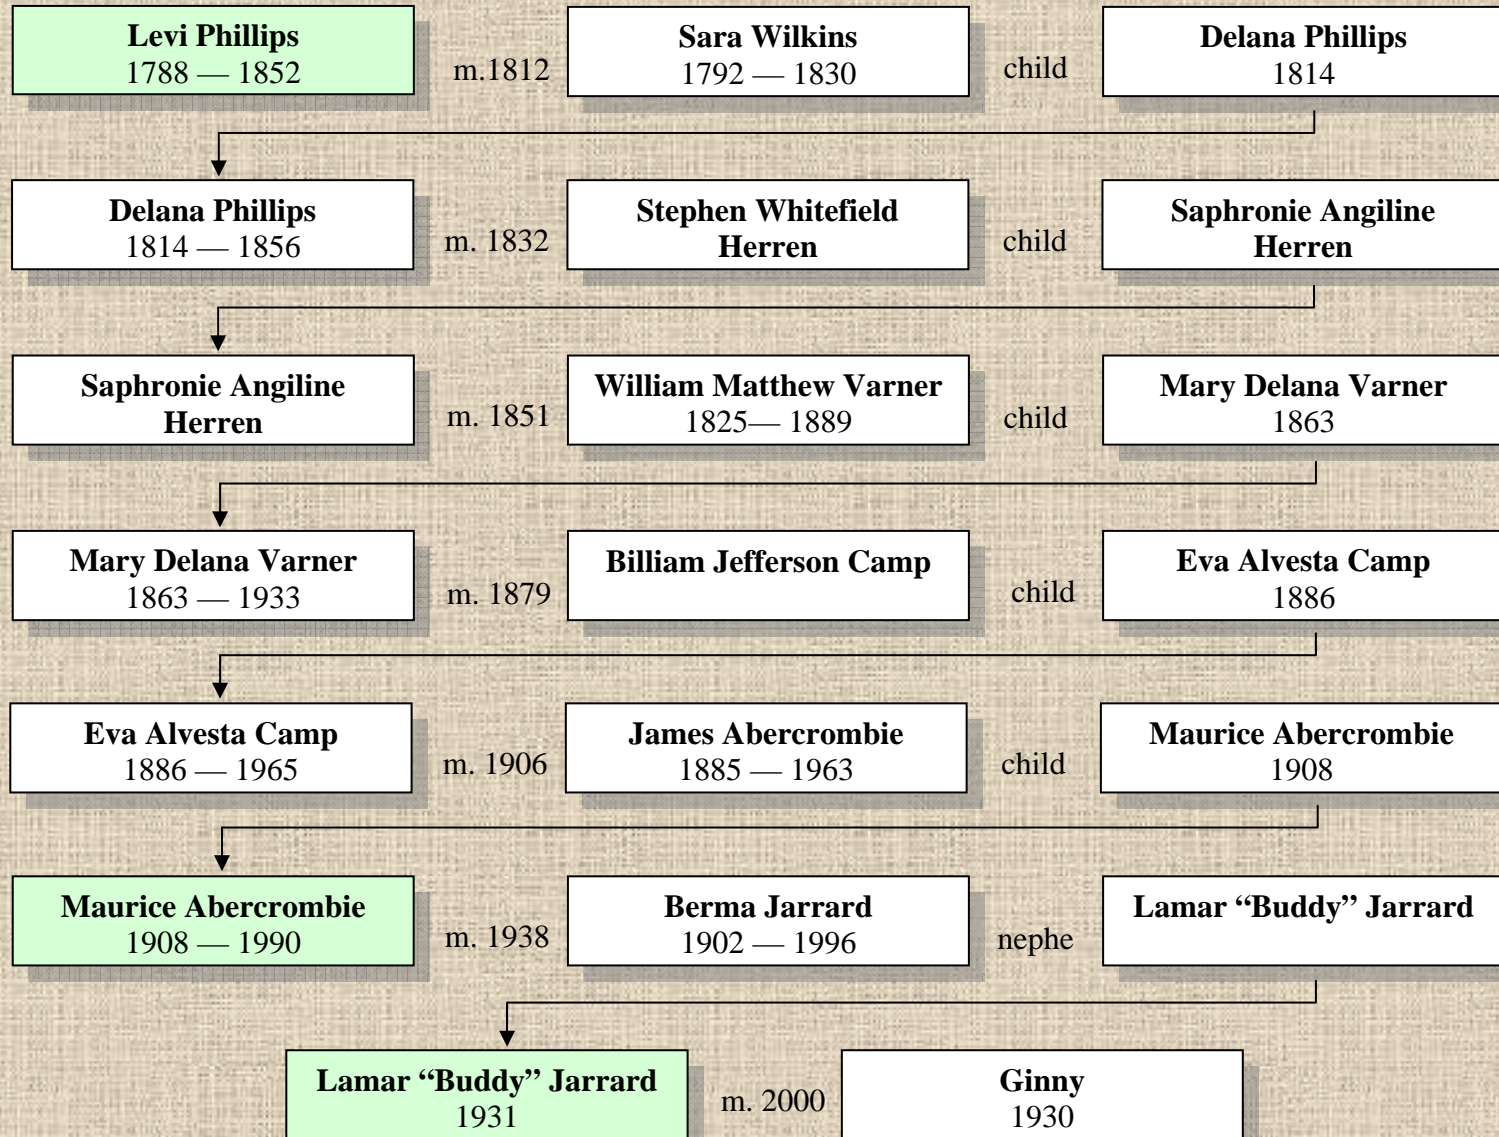 Levi Phillips
1788 — 1852
m.1812
Sara Wilkins
1792 — 1830
child
Delana Phillips
1814
Delana Phillips
1814 — 1856
m. 1832
Stephen Whitefield
Herren
child
Saphronie Angiline
Herren
Saphronie Angiline
Herren
m. 1851
William Matthew Varner
1825— 1889
child
Mary Delana Varner
1863
Mary Delana Varner
1863 — 1933
m. 1879
Billiam Jefferson Camp
child
Eva Alvesta Camp
1886
Eva Alvesta Camp
1886 — 1965
m. 1906
James Abercrombie
1885 — 1963
child
Maurice Abercrombie
1908
Maurice Abercrombie
1908 — 1990
m. 1938
Berma Jarrard
1902 — 1996
nephe
Lamar “Buddy” Jarrard
Lamar “Buddy” Jarrard
1931
m. 2000
Ginny
1930